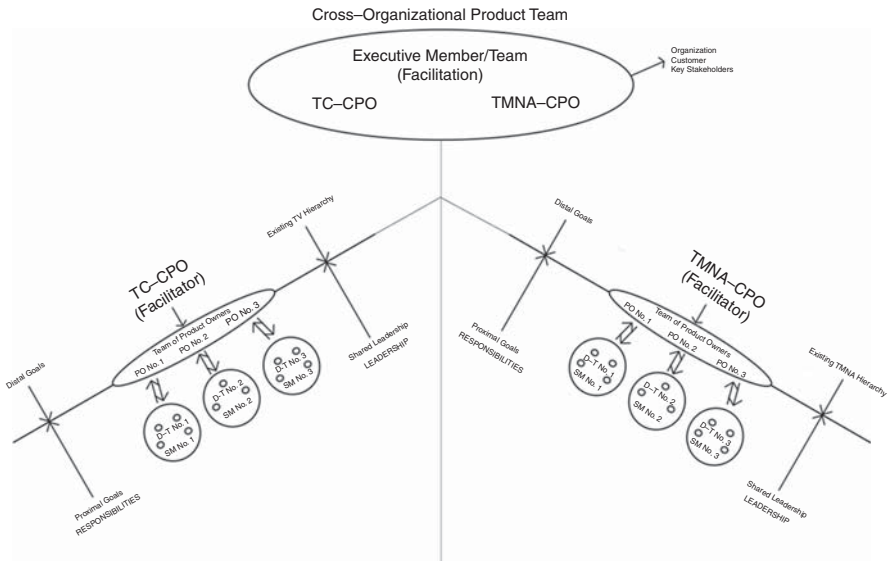 Cross–Organizational Product Team
Executive Member/Team
(Facilitation)
TC–CPO
TMNA–CPO
Organization
Customer
Key Stakeholders
Existing TV Hierarchy
TC–CPO
(Facilitator)
Team of Product Owners
PO No. 1
PO No. 2
PO No. 3
Shared Leadership
LEADERSHIP
Distal Goals
D–T No.1
SM No. 1
D-T No. 2
SM No. 2
D-T No. 3
SM No. 3
Proximal Goals
RESPONSIBILITIES
Distal Goals
TMNA–CPO
(Facilitator)
Team of Product Owners
PO No. 1
PO No. 2
PO No. 3
Proximal Goals
RESPONSIBILITIES
Existing TMNA Hierarchy
D–T No. 1
SM No. 1
D–T No. 2
SM No. 2
D–T No. 3
SM No. 3
Shared Leadership
LEADERSHIP